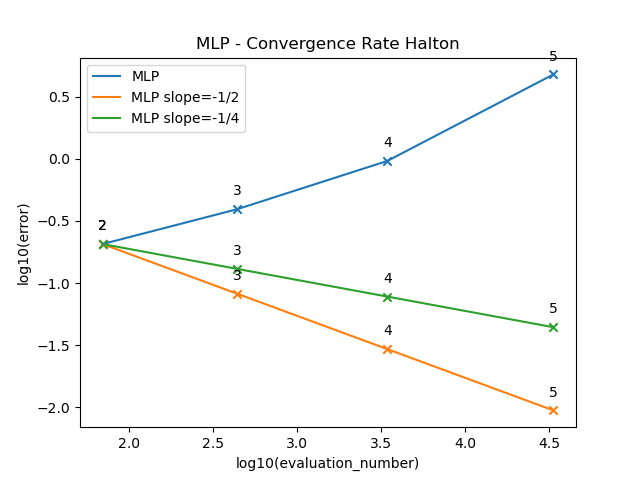 MLP - Convergence Rate Halton
MLP
MLP slope=-1/2
MLP slope=-1/4
log10(error)
0.5
0.0
−0.5
−1.0
−1.5
−2.0
2
2
3
4
5
3
4
5
3
4
5
2.0 2.5 3.0 3.5 4.0 4.5
log10(evaluation_number)